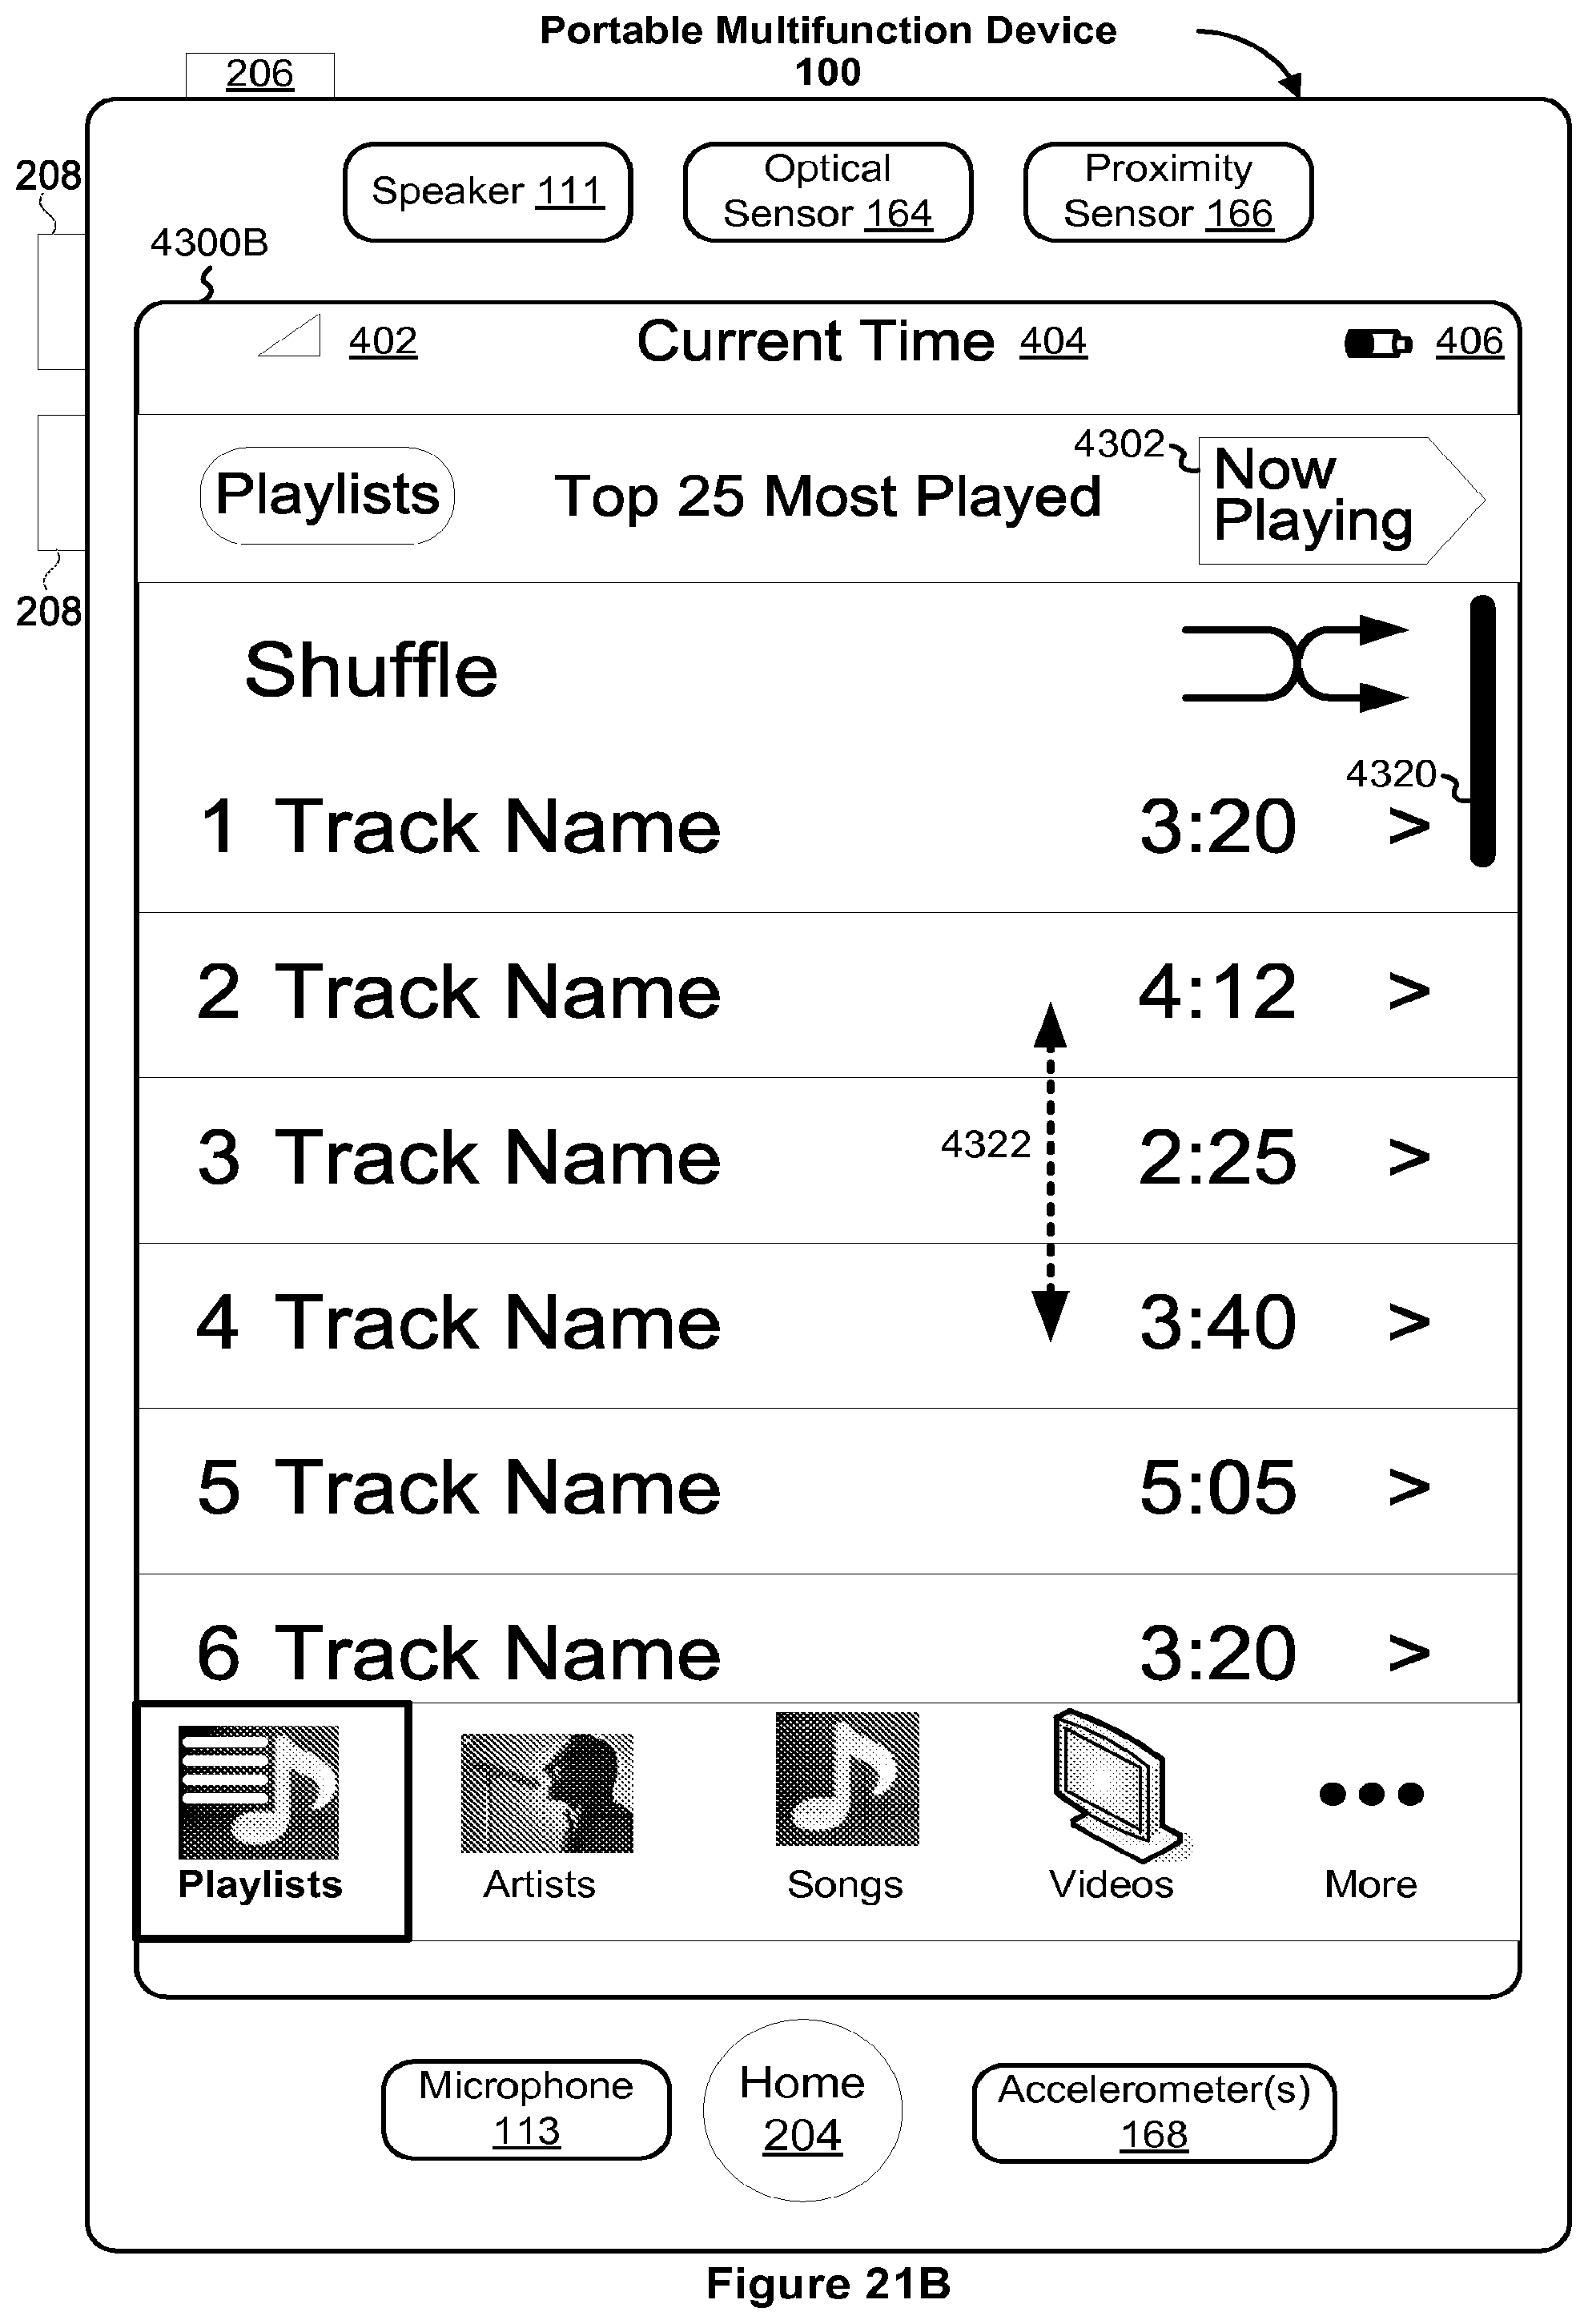 Portable Multifunction Device
100
206
208
Speaker 111
Optical
Sensor 164
Proximity
Sensor 166
4300B
402
Current Time 404
406
Playlists
Top 25 Most Played
4302
Now
Playing
208
Shuffle
4320
1 Track Name 3:20 >
2 Track Name 4:12 >
4322
3 Track Name 2:25 >
4 Track Name 3:40 >
5 Track Name 5:05 >
6 Track Name 3:20 >
Playlists
Artists
Songs
Videos
More
Microphone
113
Home
204
Accelerometer(s)
168
Figure 21B